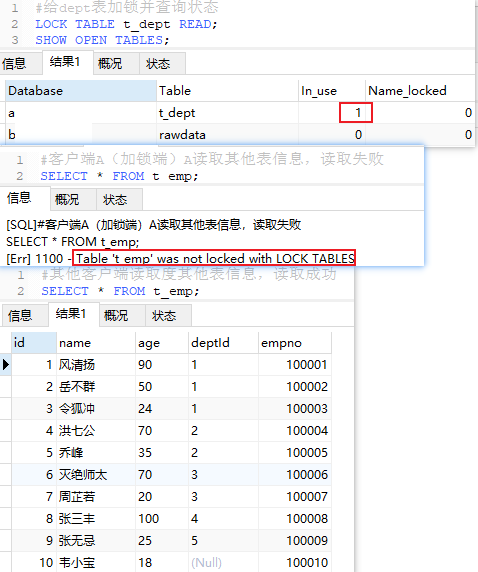 1 #给dept表加锁并查询状态
2 LOCK TABLE t_dept READ;
3 SHOW OPEN TABLES;
信息 结果1 概况 状态
Database Table In_use Name_locked
a t_dept 1 0
b rawdata 0 0
1 #客户端A（加锁端）A读取其他表信息，读取失败
2 SELECT * FROM t_emp;
信息 概况 状态
[SQL]#客户端A（加锁端）A读取其他表信息，读取失败
SELECT * FROM t_emp;
[Err] 1100 - Table 't_emp' was not locked with LOCK TABLES
1 #其他客户端读取度其他表信息，读取成功
2 SELECT * FROM t_emp;
信息 结果1 概况 状态
id name age deptId empno
1 风清扬 90 1 100001
2 岳不群 50 1 100002
3 令狐冲 24 1 100003
4 洪七公 70 2 100004
5 乔峰 35 2 100005
6 灭绝师太 70 3 100006
7 周芷若 20 3 100007
8 张三丰 100 4 100008
9 张无忌 25 5 100009
10 韦小宝 18 (Null) 100010